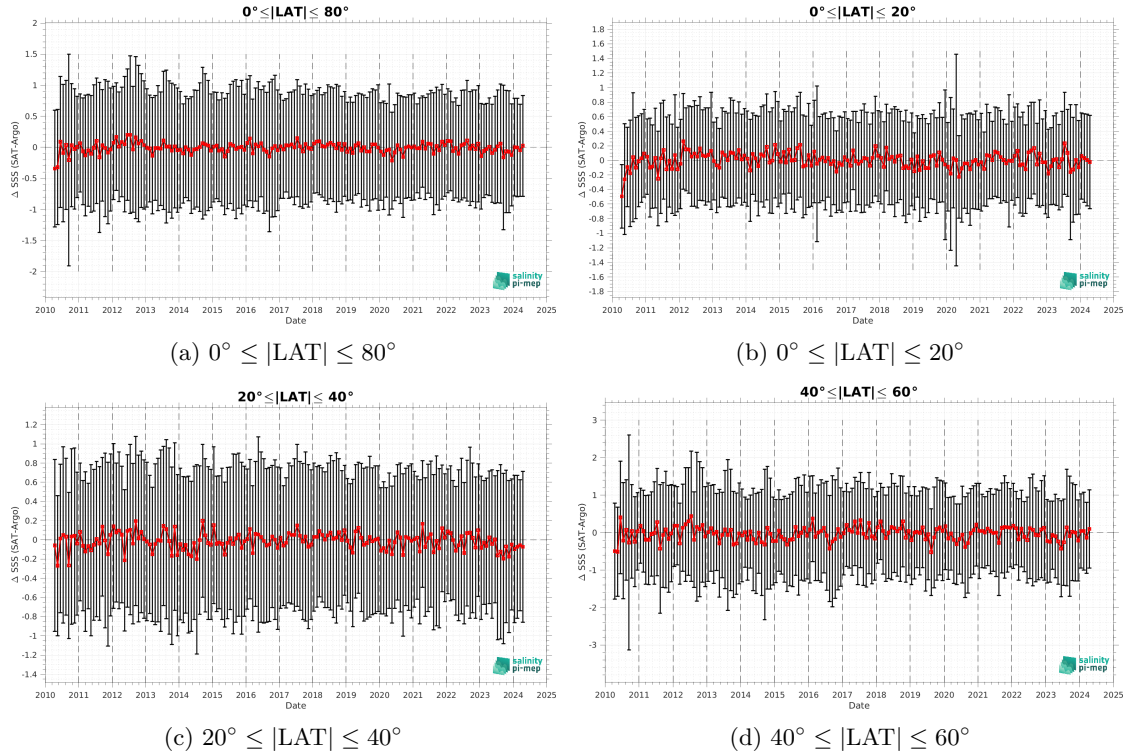 0°≤|LAT|≤ 80°
2
1.5
1
0.5
0
-0.5
-1
-1.5
-2
Δ SSS (SAT-Argo)
salinity
pi-mep
2010 2011 2012 2013 2014 2015 2016 2017 2018 2019 2020 2021 2022 2023 2024 2025
Date
(a) 0° ≤ |LAT| ≤ 80°
0°≤|LAT|≤ 20°
1.8
1.5
1.2
0.9
0.6
0.4
0.2
0
-0.2
-0.4
-0.6
-0.8
-1
-1.2
-1.4
-1.6
-1.8
Δ SSS (SAT-Argo)
salinity
pi-mep
2010 2011 2012 2013 2014 2015 2016 2017 2018 2019 2020 2021 2022 2023 2024 2025
Date
(b) 0° ≤ |LAT| ≤ 20°
20°≤|LAT|≤ 40°
1.2
1
0.8
0.6
0.4
0.2
0
-0.2
-0.4
-0.6
-0.8
-1
-1.2
-1.4
Δ SSS (SAT-Argo)
salinity
pi-mep
2010 2011 2012 2013 2014 2015 2016 2017 2018 2019 2020 2021 2022 2023 2024 2025
Date
(c) 20° ≤ |LAT| ≤ 40°
40°≤|LAT|≤ 60°
3
2
1
0
-1
-2
-3
Δ SSS (SAT-Argo)
salinity
pi-mep
2010 2011 2012 2013 2014 2015 2016 2017 2018 2019 2020 2021 2022 2023 2024 2025
Date
(d) 40° ≤ |LAT| ≤ 60°